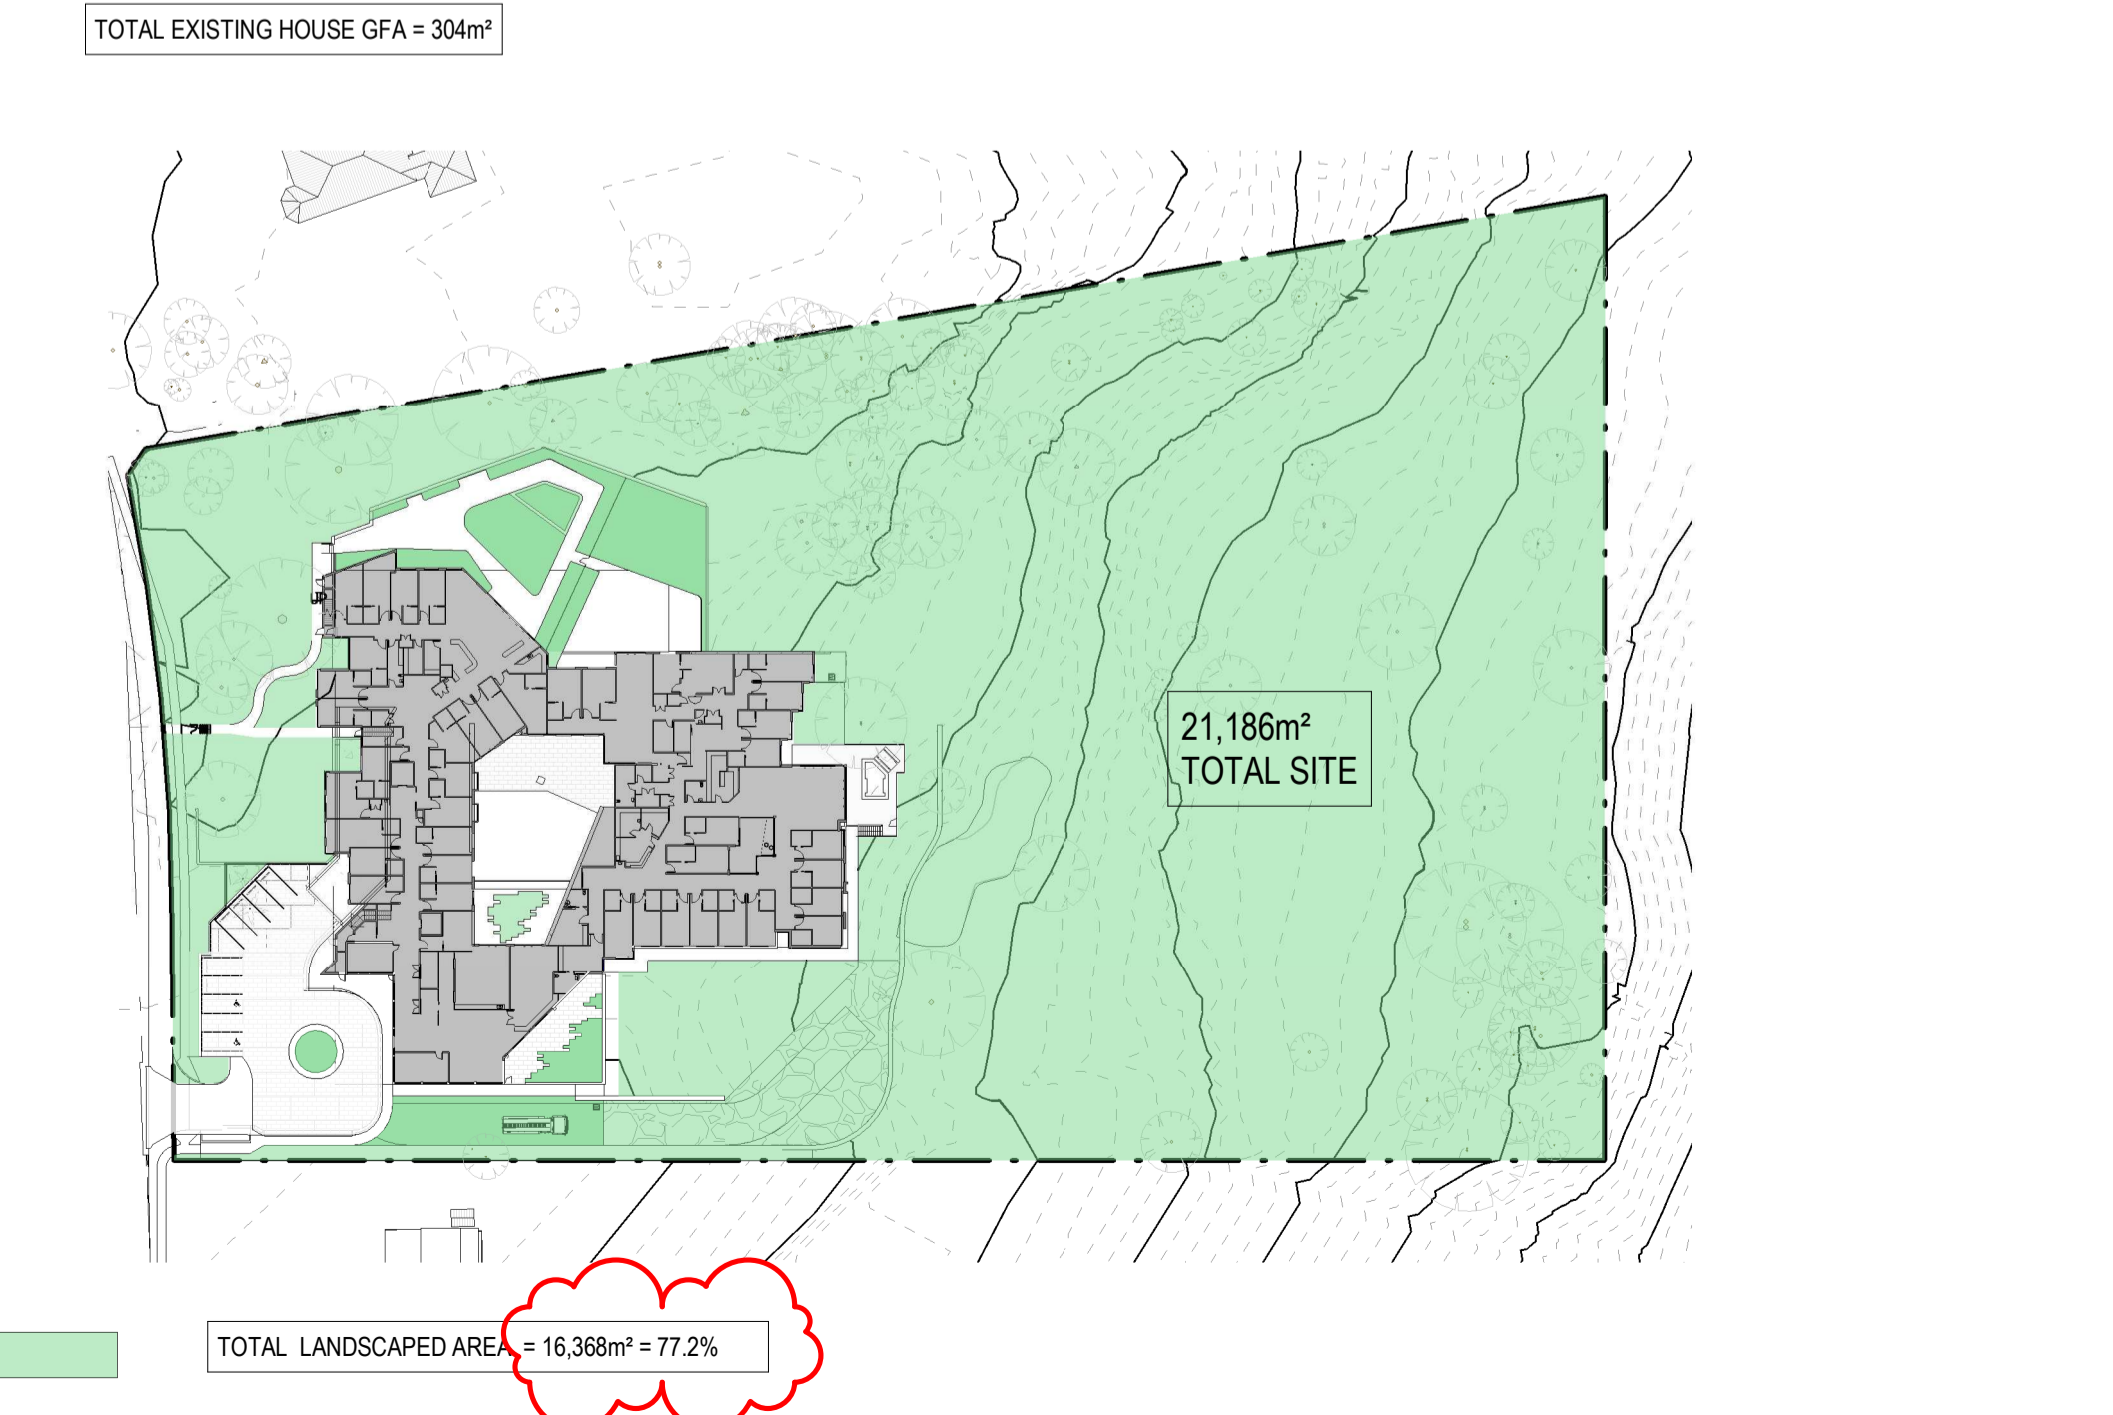 TOTAL EXISTING HOUSE GFA = 304m²
21,186m²
TOTAL SITE
TOTAL LANDSCAPED AREA = 16,368m² = 77.2%